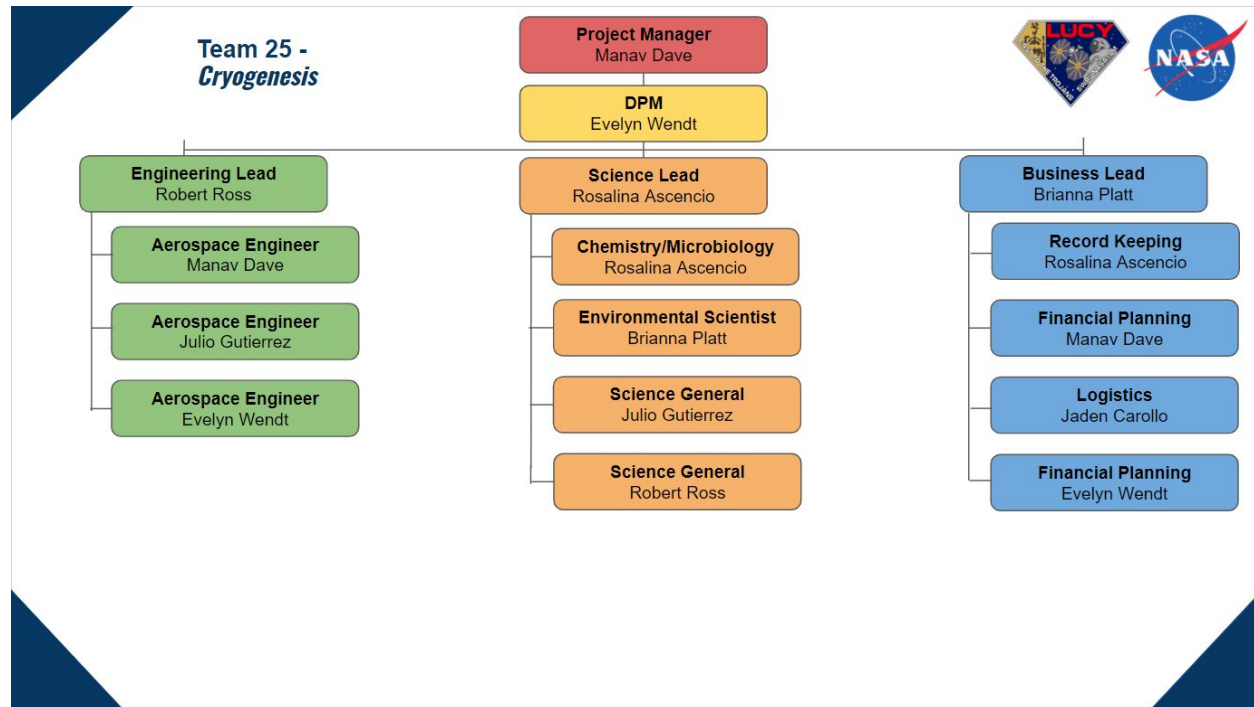 Team 25 -
Cryogenesis
Project Manager
Manav Dave
DPM
Evelyn Wendt
LUCY
NASA
Engineering Lead
Robert Ross
Aerospace Engineer
Manav Dave
Aerospace Engineer
Julio Gutierrez
Aerospace Engineer
Evelyn Wendt
Science Lead
Rosalina Ascencio
Chemistry/Microbiology
Rosalina Ascencio
Environmental Scientist
Brianna Platt
Science General
Julio Gutierrez
Science General
Robert Ross
Business Lead
Brianna Platt
Record Keeping
Rosalina Ascencio
Financial Planning
Manav Dave
Logistics
Jaden Carollo
Financial Planning
Evelyn Wendt